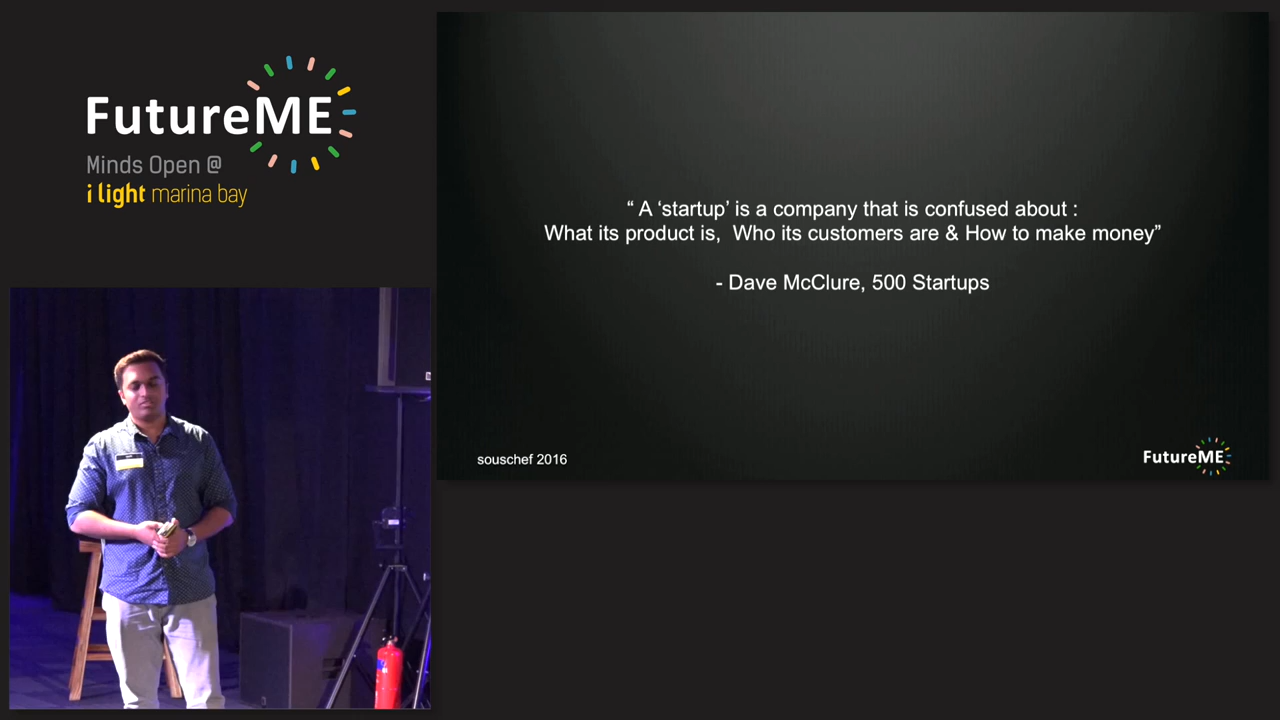 FutureME
Minds Open @
i light marina bay
“ A ‘startup’ is a company that is confused about :
What its product is,  Who its customers are & How to make money”
- Dave McClure, 500 Startups
souschef 2016
FutureME